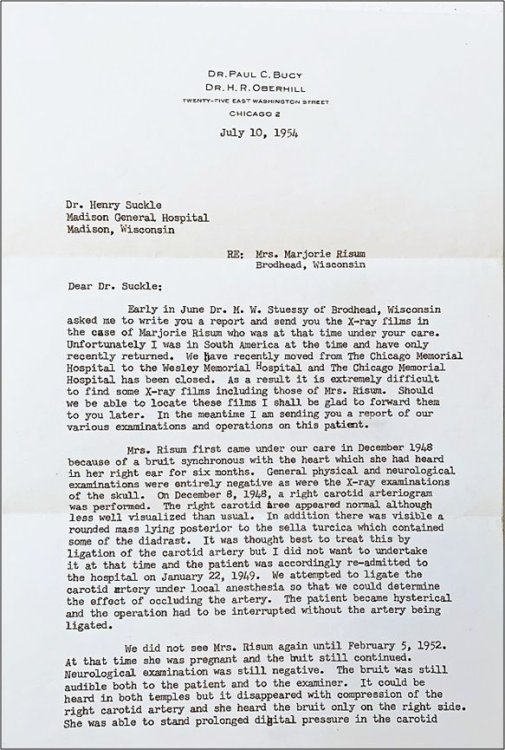 DR. PAUL C. BUCY
DR. H. R. OBERHILL
TWENTY-FIVE EAST WASHINGTON STREET
CHICAGO 2
July 10, 1954
Dr. Henry Suckle
Madison General Hospital
Madison, Wisconsin
RE: Mrs. Marjorie Risum
Brodhead, Wisconsin
Dear Dr. Suckle:
Early in June Dr. M. W. Stuessy of Brodhead, Wisconsin
asked me to write you a report and send you the X-ray films in
the case of Marjorie Risum who was at that time under your care.
Unfortunately I was in South America at the time and have only
recently returned. We have recently moved from The Chicago Memorial
Hospital to the Wesley Memorial Hospital and The Chicago Memorial
Hospital has been closed. As a result it is extremely difficult
to find some X-ray films including those of Mrs. Risum. Should
we be able to locate these films I shall be glad to forward them
to you later. In the meantime I am sending you a report of our
various examinations and operations on this patient.
Mrs. Risum first came under our care in December 1948
because of a bruit synchronous with the heart which she had heard
in her right ear for six months. General physical and neurological
examinations were entirely negative as were the X-ray examinations
of the skull. On December 8, 1948, a right carotid arteriogram
was performed. The right carotid tree appeared normal although
less well visualized than usual. In addition there was visible a
rounded mass lying posterior to the sella turcica which contained
some of the diadrast. It was thought best to treat this by
ligation of the carotid artery but I did not want to undertake
it at that time and the patient was accordingly re-admitted to
the hospital on January 22, 1949. We attempted to ligate the
carotid artery under local anesthesia so that we could determine
the effect of occluding the artery. The patient became hysterical
and the operation had to be interrupted without the artery being
ligated.
We did not see Mrs. Risum again until February 5, 1952.
At that time she was pregnant and the buit still continued.
Neurological examination was still negative. The bruit was still
audible both to the patient and to the examiner. It could be
heard in both temples but it disappeared with compression of the
right carotid artery and she heard the bruit only on the right side.
She was able to stand prolonged digital pressure in the carotid